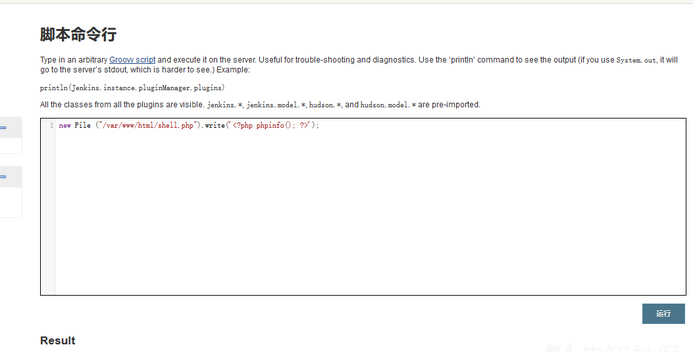 脚本命令行
Type in an arbitrary Groovy script and execute it on the server. Useful for trouble-shooting and diagnostics. Use the 'println' command to see the output (if you use System.out, it will
go to the server's stdout, which is harder to see.) Example:
println(Jenkins.instance.pluginManager.plugins)
All the classes from all the plugins are visible. jenkins.*, jenkins.model.*, hudson.*, and hudson.model.* are pre-imported.
1 new File ("/var/www/html/shell.php").write('<?php phpinfo(); ?>');
运行
Result